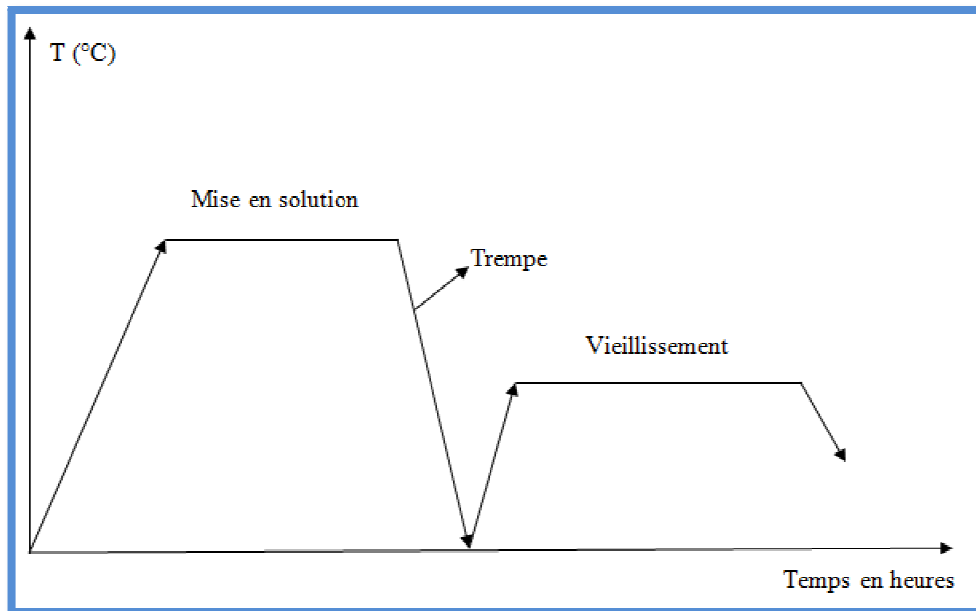 T (°C)
Mise en solution
Trempe
Vieillissement
Temps en heures